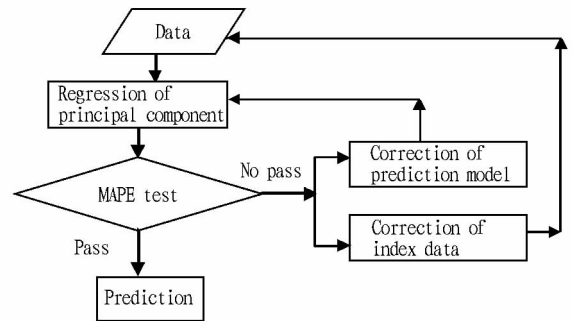 Data
Regression of
principal component
MAPE test
No pass
Correction of
prediction model
Correction of
index data
Pass
Prediction